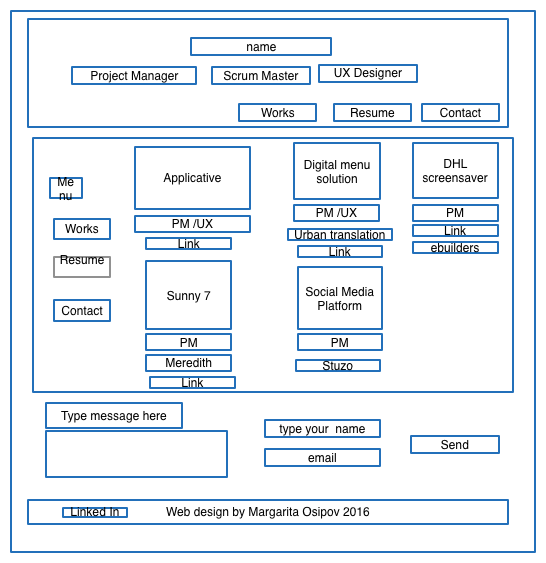 name
Project Manager
Scrum Master
UX Designer
Works
Resume
Contact
Me
nu
Works
Resume
Contact
Applicative
PM /UX
Link
Digital menu
solution
PM /UX
Urban translation
Link
DHL
screensaver
PM
Link
ebuilders
Sunny 7
PM
Meredith
Link
Social Media
Platform
PM
Stuzo
Type message here
type your  name
email
Send
Linked In
Web design by Margarita Osipov 2016